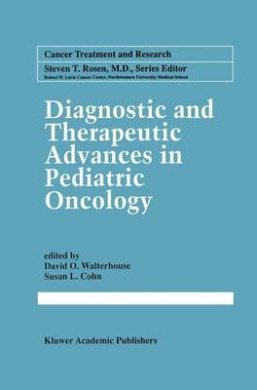 Cancer Treatment and Research
Steven T. Rosen, M.D., Series Editor
Robert H. Lurie Cancer Center, Northwestern University Medical School
Diagnostic and
Therapeutic
Advances in
Pediatric
Oncology
edited by
David O. Walterhouse
Susan L. Cohn
Kluwer Academic Publishers